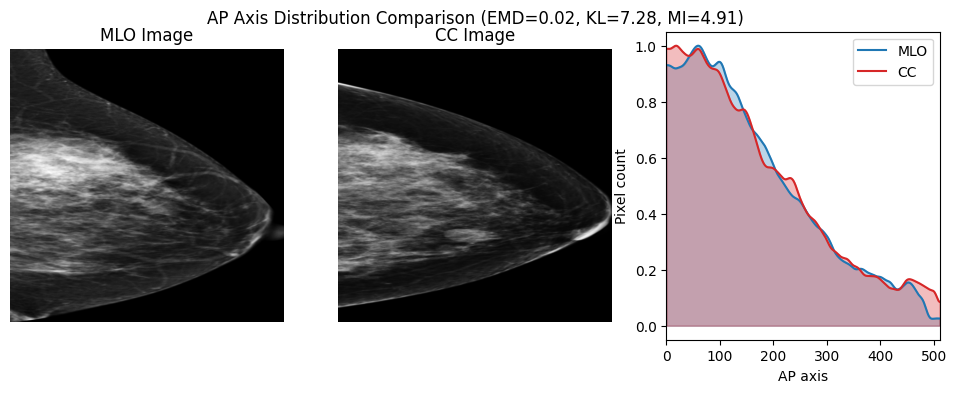 AP Axis Distribution Comparison (EMD=0.02, KL=7.28, MI=4.91)
MLO Image
CC Image
MLO
CC
Pixel count
1.0
0.8
0.6
0.4
0.2
0.0
0 100 200 300 400 500
AP axis